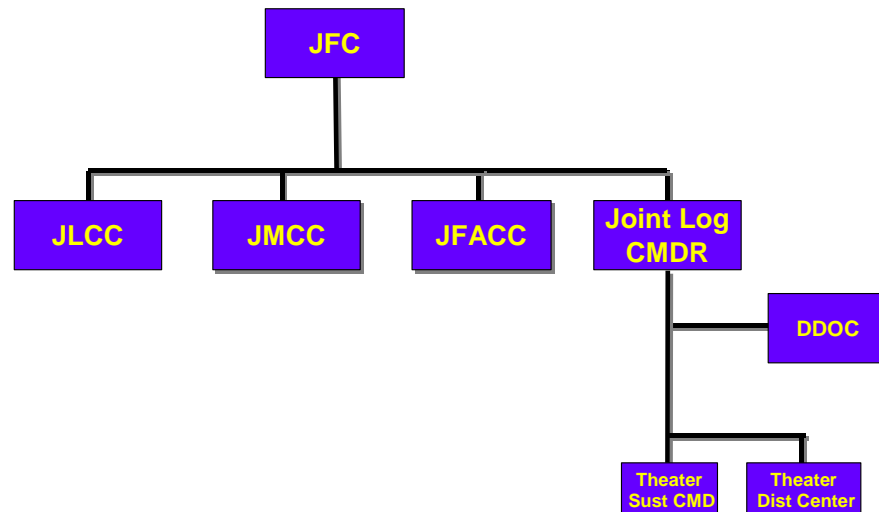 JFC
JLCC
JMCC
JFACC
Joint Log
CMDR
DDOC
Theater
Sust CMD
Theater
Dist Center